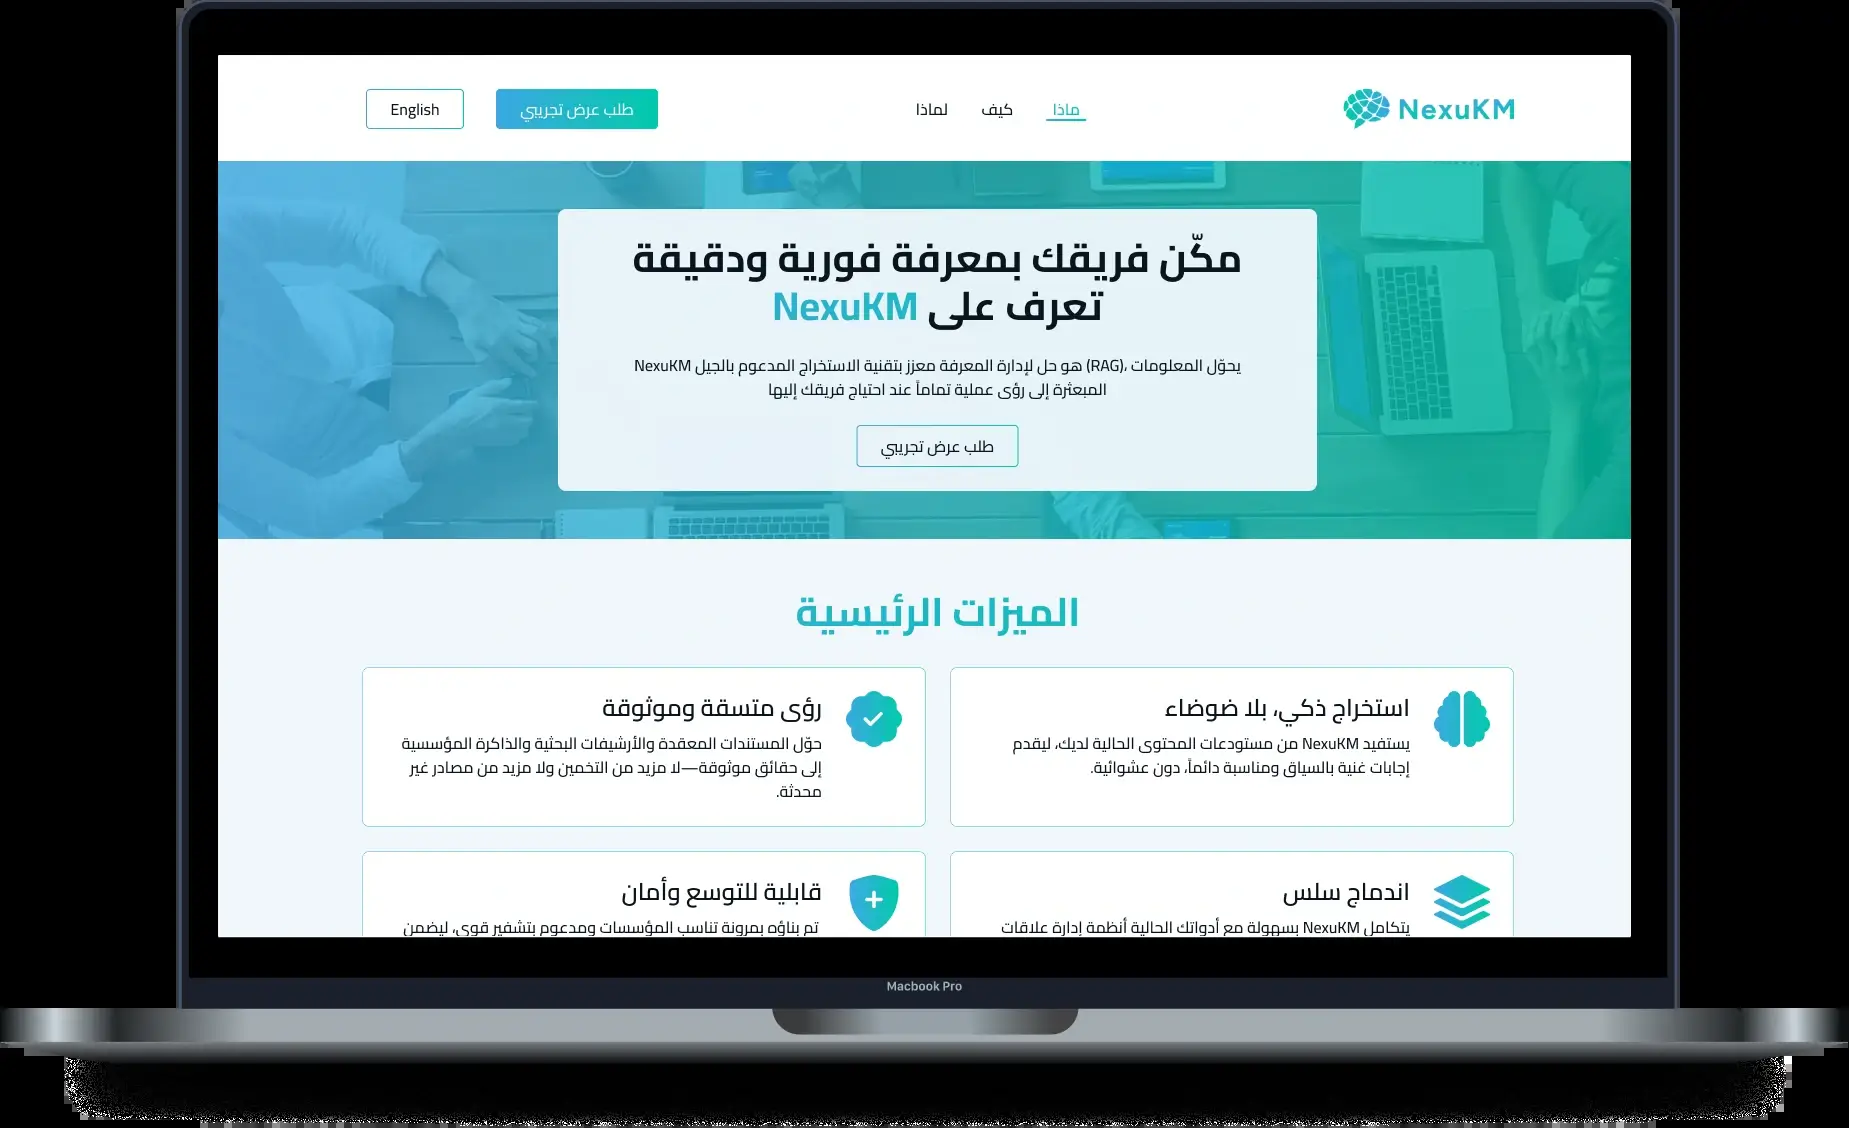 NexuKM
ماذا
كيف
لماذا
طلب عرض تجريبي
English
مكّن فريقك بمعرفة فورية ودقيقة
تعرف على NexuKM
يحوّل المعلومات ،(RAG) هو حل لإدارة المعرفة معزز بتقنية الاستخراج المدعوم بالجيل NexuKM
المبعثرة إلى رؤى عملية تماماً عند احتياج فريقك إليها
طلب عرض تجريبي
الميزات الرئيسية
استخراج ذكي، بلا ضوضاء
يستفيد NexuKM من مستودعات المحتوى الحالية لديك، ليقدم
إجابات غنية بالسياق ومناسبة دائماً، دون عشوائية.
رؤى متسقة وموثوقة
حوّل المستندات المعقدة والأرشيفات البحثية والذاكرة المؤسسية
إلى حقائق موثوقة—لا مزيد من التخمين ولا مزيد من مصادر غير
محدثة.
اندماج سلس
يتكامل NexuKM بسهولة مع أدواتك الحالية أنظمة إدارة علاقات
قابلية للتوسع وأمان
تم بناؤه بمرونة تناسب المؤسسات ومدعوم بتشفير قوي، ليضمن
Macbook Pro